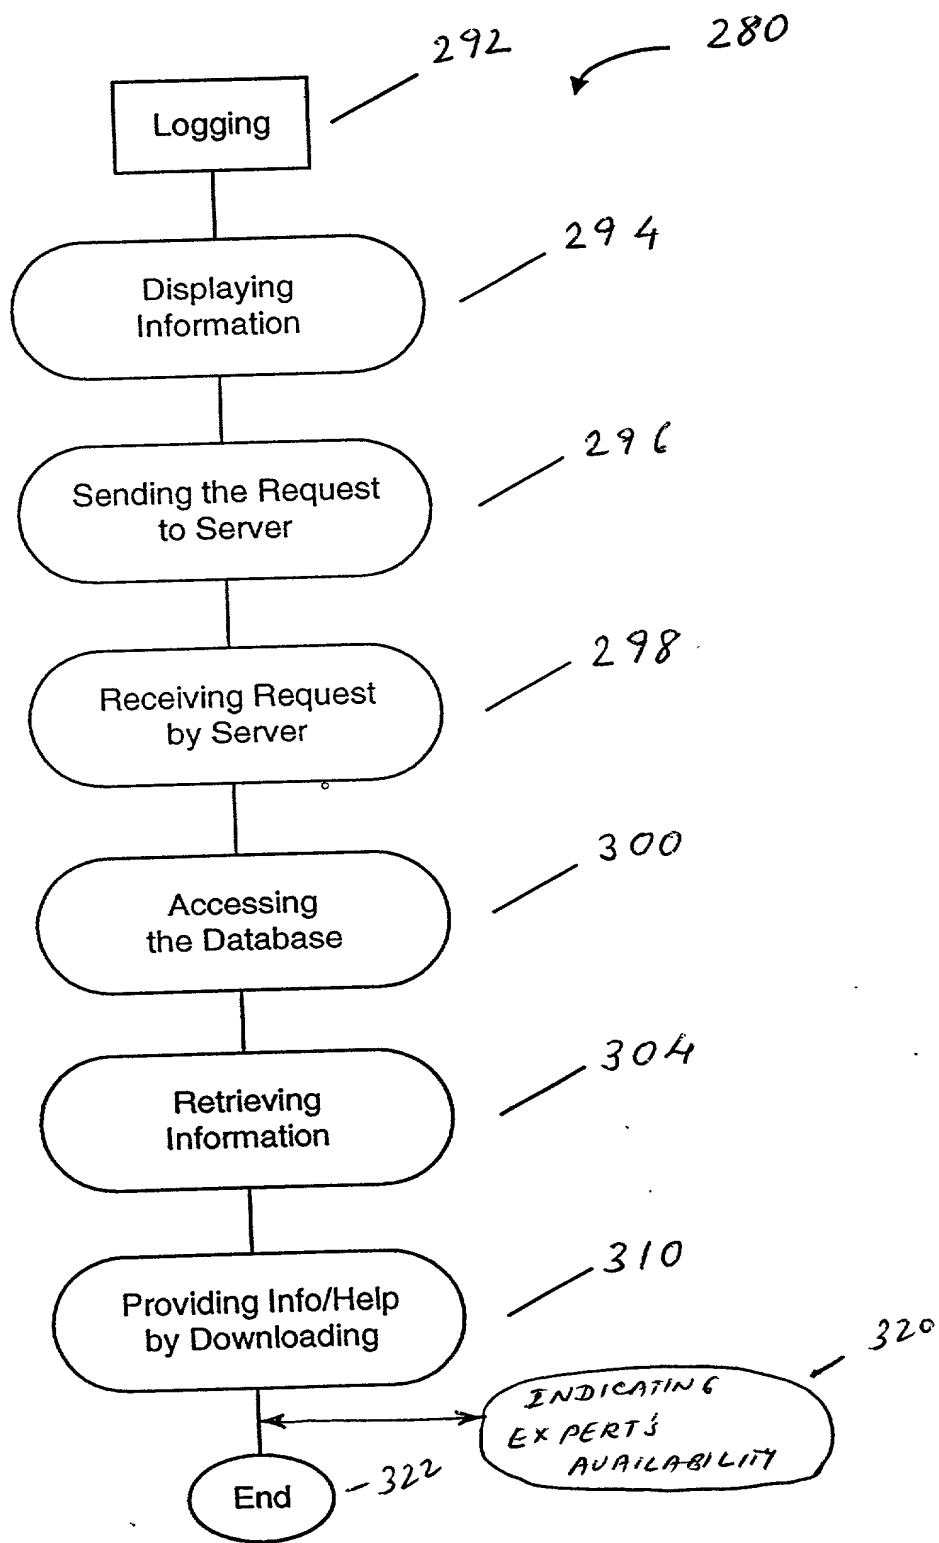 292
280
Logging
294
Displaying
Information
296
Sending the Request
to Server
298
Receiving Request
by Server
300
Accessing
the Database
304
Retrieving
Information
310
Providing Info/Help
by Downloading
320
INDICATING
EXPERT'S
AVAILABILITY
322
End